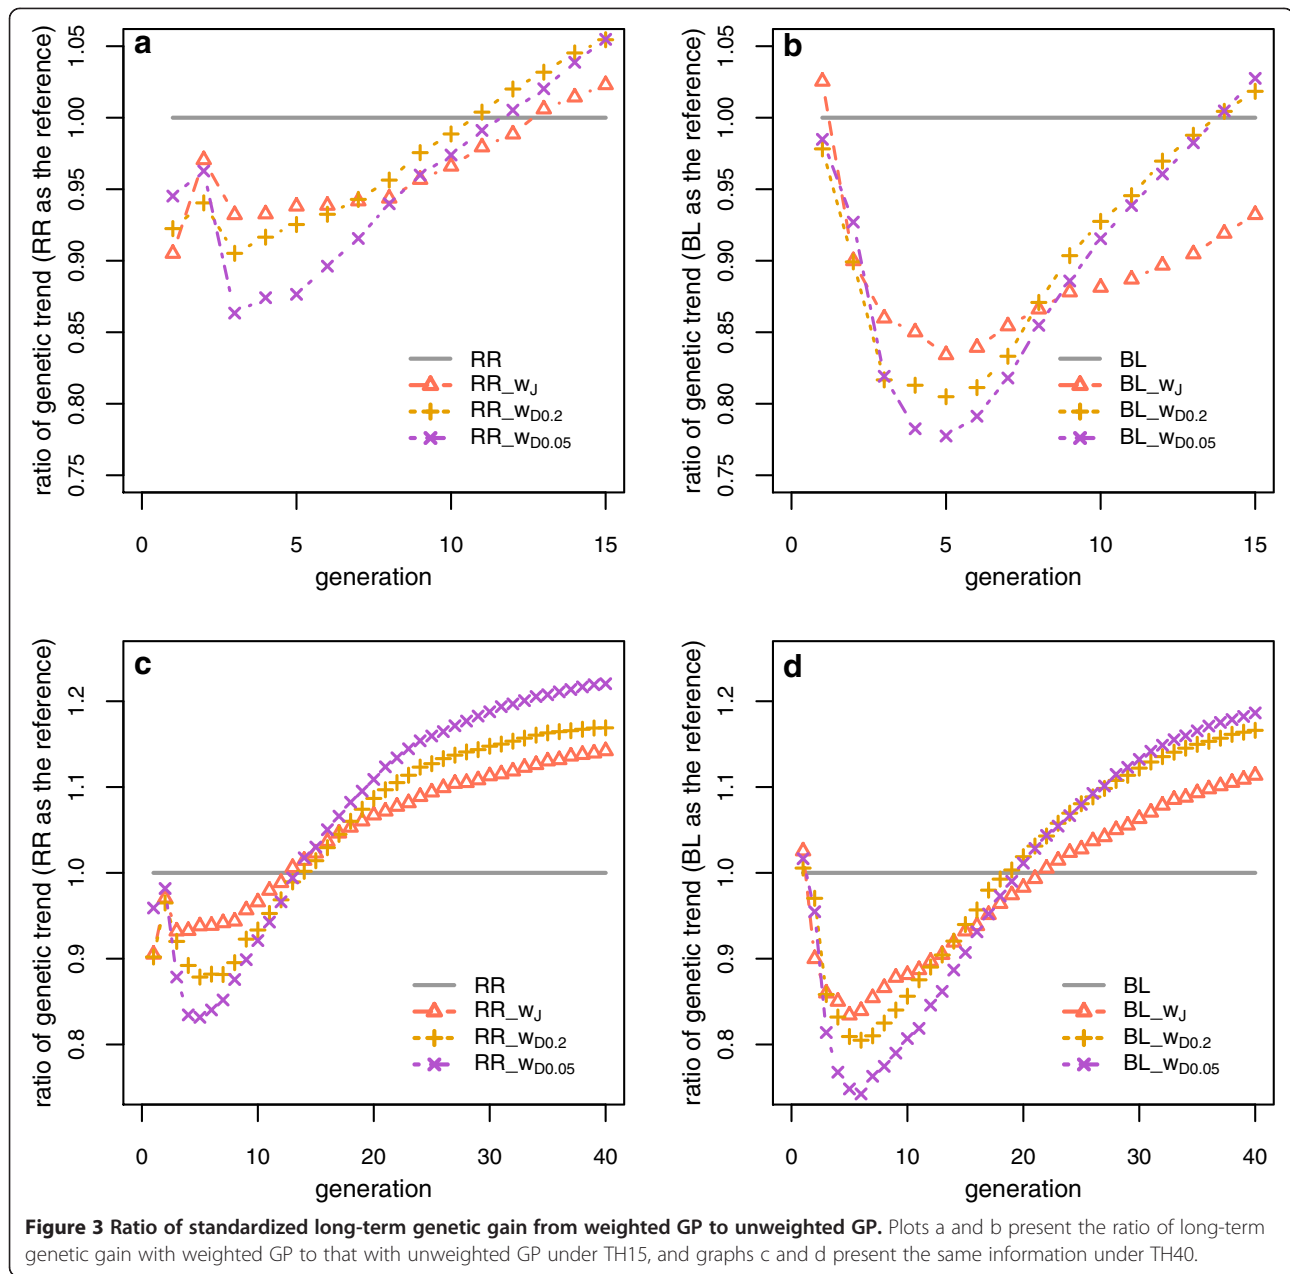 a
ratio of genetic trend (RR as the reference)
1.05
1.00
0.95
0.90
0.85
0.80
0.75
RR
RR_wJ
RR_wD0.2
RR_wD0.05
0 5 10 15
generation
b
ratio of genetic trend (BL as the reference)
1.05
1.00
0.95
0.90
0.85
0.80
0.75
BL
BL_wJ
BL_wD0.2
BL_wD0.05
0 5 10 15
generation
c
ratio of genetic trend (RR as the reference)
1.2
1.1
1.0
0.9
0.8
RR
RR_wJ
RR_wD0.2
RR_wD0.05
0 10 20 30 40
generation
d
ratio of genetic trend (BL as the reference)
1.2
1.1
1.0
0.9
0.8
BL
BL_wJ
BL_wD0.2
BL_wD0.05
0 10 20 30 40
generation
Figure 3 Ratio of standardized long-term genetic gain from weighted GP to unweighted GP. Plots a and b present the ratio of long-term
genetic gain with weighted GP to that with unweighted GP under TH15, and graphs c and d present the same information under TH40.